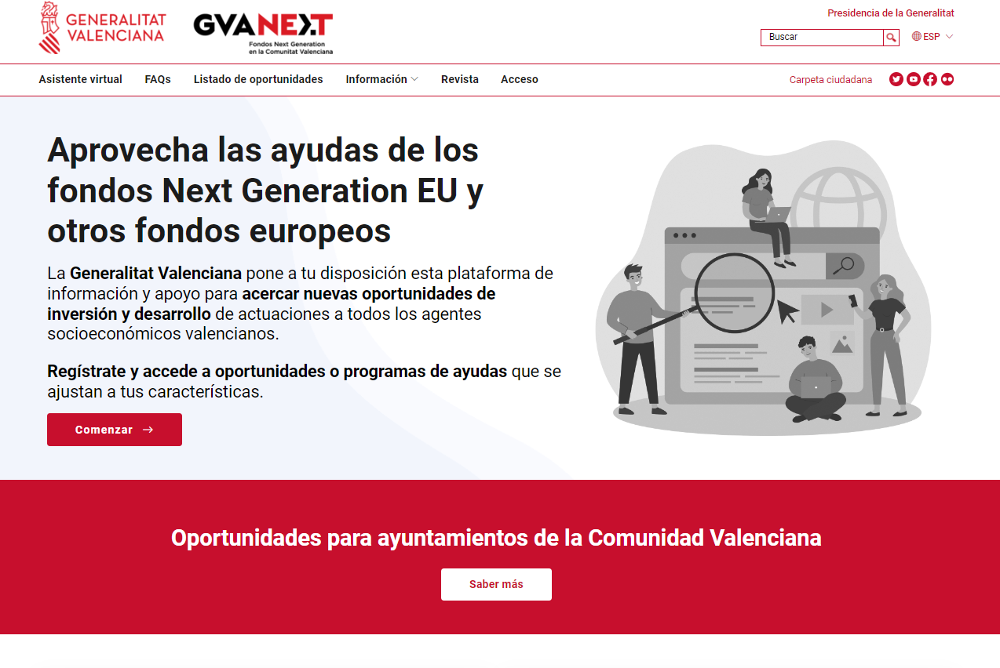 GENERALITAT
VALENCIANA
GVANEXT
Fondos Next Generation
en la Comunitat Valenciana
Presidencia de la Generalitat
Buscar
ESP
Asistente virtual FAQs Listado de oportunidades Información Revista Acceso
Carpeta ciudadana
Aprovecha las ayudas de los
fondos Next Generation EU y
otros fondos europeos
La Generalitat Valenciana pone a tu disposición esta plataforma de
información y apoyo para acercar nuevas oportunidades de
inversión y desarrollo de actuaciones a todos los agentes
socioeconómicos valencianos.
Regístrate y accede a oportunidades o programas de ayudas que se
ajustan a tus características.
Comenzar →
Oportunidades para ayuntamientos de la Comunidad Valenciana
Saber más